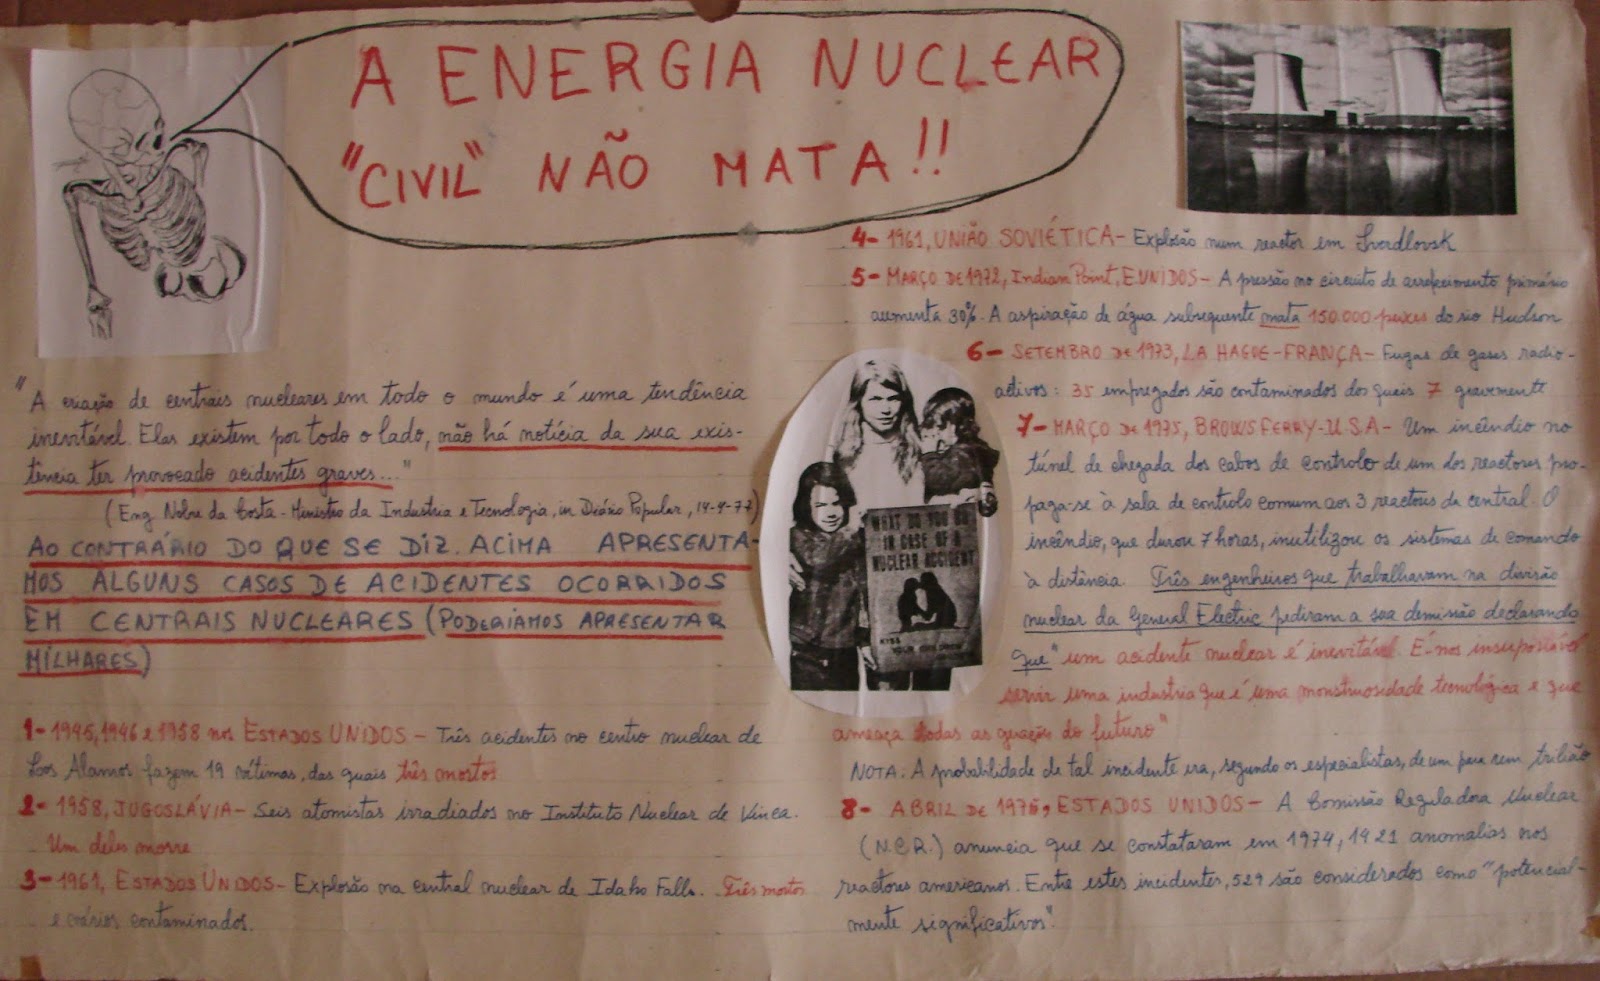 A ENERGIA NUCLEAR
"CIVIL" NÃO MATA!!
"A criação de centrais nucleares em todo o mundo é uma tendência
inevitável. Elas existem por todo o lado, não há notícia da sua exis-
tência ter provocado acidentes graves..."
(Eng. Nobre da Costa - Ministro da Industria e Tecnologia, in Diário Popular, 14-4-77)
AO CONTRÁRIO DO QUE SE DIZ ACIMA APRESENTA-
MOS ALGUNS CASOS DE ACIDENTES OCORRIDOS
EM CENTRAIS NUCLEARES (PODERÍAMOS APRESENTAR
MILHARES)
1- 1945, 1946 e 1958 nos ESTADOS UNIDOS - Três acidentes no centro nuclear de
Los Alamos fazem 19 vítimas, das quais três mortos
2- 1958, JUGOSLÁVIA- Seis atomistas irradiados no Instituto Nuclear de Vinca.
Um deles morre
3- 1961, ESTADOS UNIDOS- Explosão na central nuclear de Idaho Falls. Três mortos
e vários contaminados.
4- 1961, UNIÃO SOVIÉTICA- Explosão num reactor em Sverdlovsk
5- MARÇO DE 1972, Indian Point, E.UNIDOS- A pressão no circuito de arrefecimento primário
aumenta 30%. A aspiração de água subsequente mata 150.000 peixes do rio Hudson
6- SETEMBRO DE 1973, LA HAGUE-FRANÇA- Fugas de gases radio-
activos: 35 empregados são contaminados dos quais 7 gravemente
7- MARÇO DE 1975, BROWSFERRY-U.S.A- Um incêndio no
túnel de chegada dos cabos de controlo de um dos reactores pro-
paga-se à sala de controlo comum aos 3 reactores da central. O
incêndio, que durou 7 horas, inutilizou os sistemas de comando
à distância. Três engenheiros que trabalhavam na divisão
nuclear da General Electric pediram a sua demissão declarando
que "um acidente nuclear é inevitável. É-nos insuportável
servir uma industria que é uma monstruosidade tecnológica e que
ameaça todas as gerações do futuro"
NOTA: A probabilidade de tal incidente era, segundo os especialistas, de um para cem trilião
8- ABRIL DE 1975, ESTADOS UNIDOS- A Comissão Reguladora Nuclear
(N.C.R.) anuncia que se constataram em 1974, 1421 anomalias nos
reactores americanos. Entre estes incidentes, 529 são considerados como "potencial-
mente significativos".
WHAT DO YOU DO
IN CASE OF A
NUCLEAR ACCIDENT
KISS
YOUR